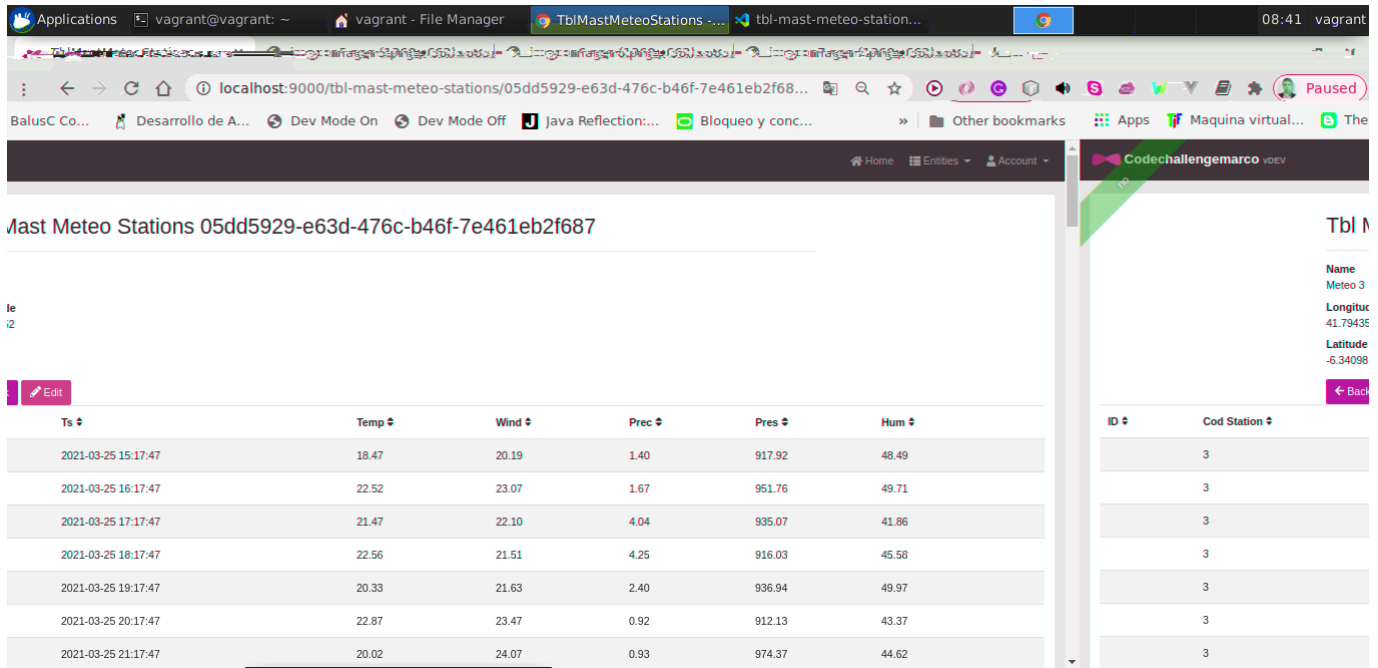 Applications vagrant@vagrant: ~ vagrant - File Manager TblMastMeteoStations -... tbl-mast-meteo-station... 08:41 vagrant
localhost:9000/tbl-mast-meteo-stations/05dd5929-e63d-476c-b46f-7e461eb2f68... Paused
BalusC Co... Desarrollo de A... Dev Mode On Dev Mode Off Java Reflection:... Bloqueo y conc... » Other bookmarks Apps Maquina virtual... The
Home Entities Account Codechallengemarco vDEV
Mast Meteo Stations 05dd5929-e63d-476c-b46f-7e461eb2f687 Tbl M
Name
Meteo 3
de Longitud
52 41.79435
Latitude
-6.34098
Edit Back
Ts Temp Wind Prec Pres Hum ID Cod Station
2021-03-25 15:17:47 18.47 20.19 1.40 917.92 48.49 3
2021-03-25 16:17:47 22.52 23.07 1.67 951.76 49.71 3
2021-03-25 17:17:47 21.47 22.10 4.04 935.07 41.86 3
2021-03-25 18:17:47 22.56 21.51 4.25 916.03 45.58 3
2021-03-25 19:17:47 20.33 21.63 2.40 936.94 49.97 3
2021-03-25 20:17:47 22.87 23.47 0.92 912.13 43.37 3
2021-03-25 21:17:47 20.02 24.07 0.93 974.37 44.62 3